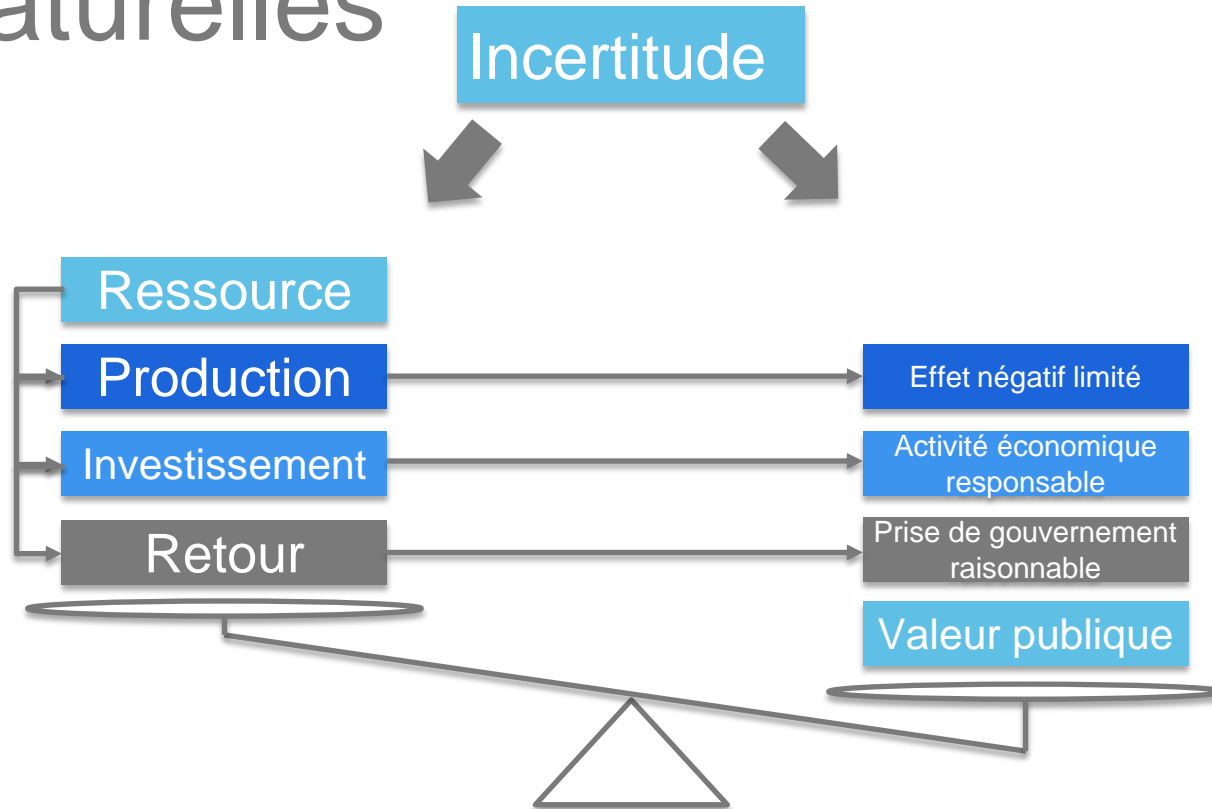 aturelles
Incertitude
Ressource
Production
Effet négatif limité
Investissement
Activité économique
responsable
Retour
Prise de gouvernement
raisonnable
Valeur publique